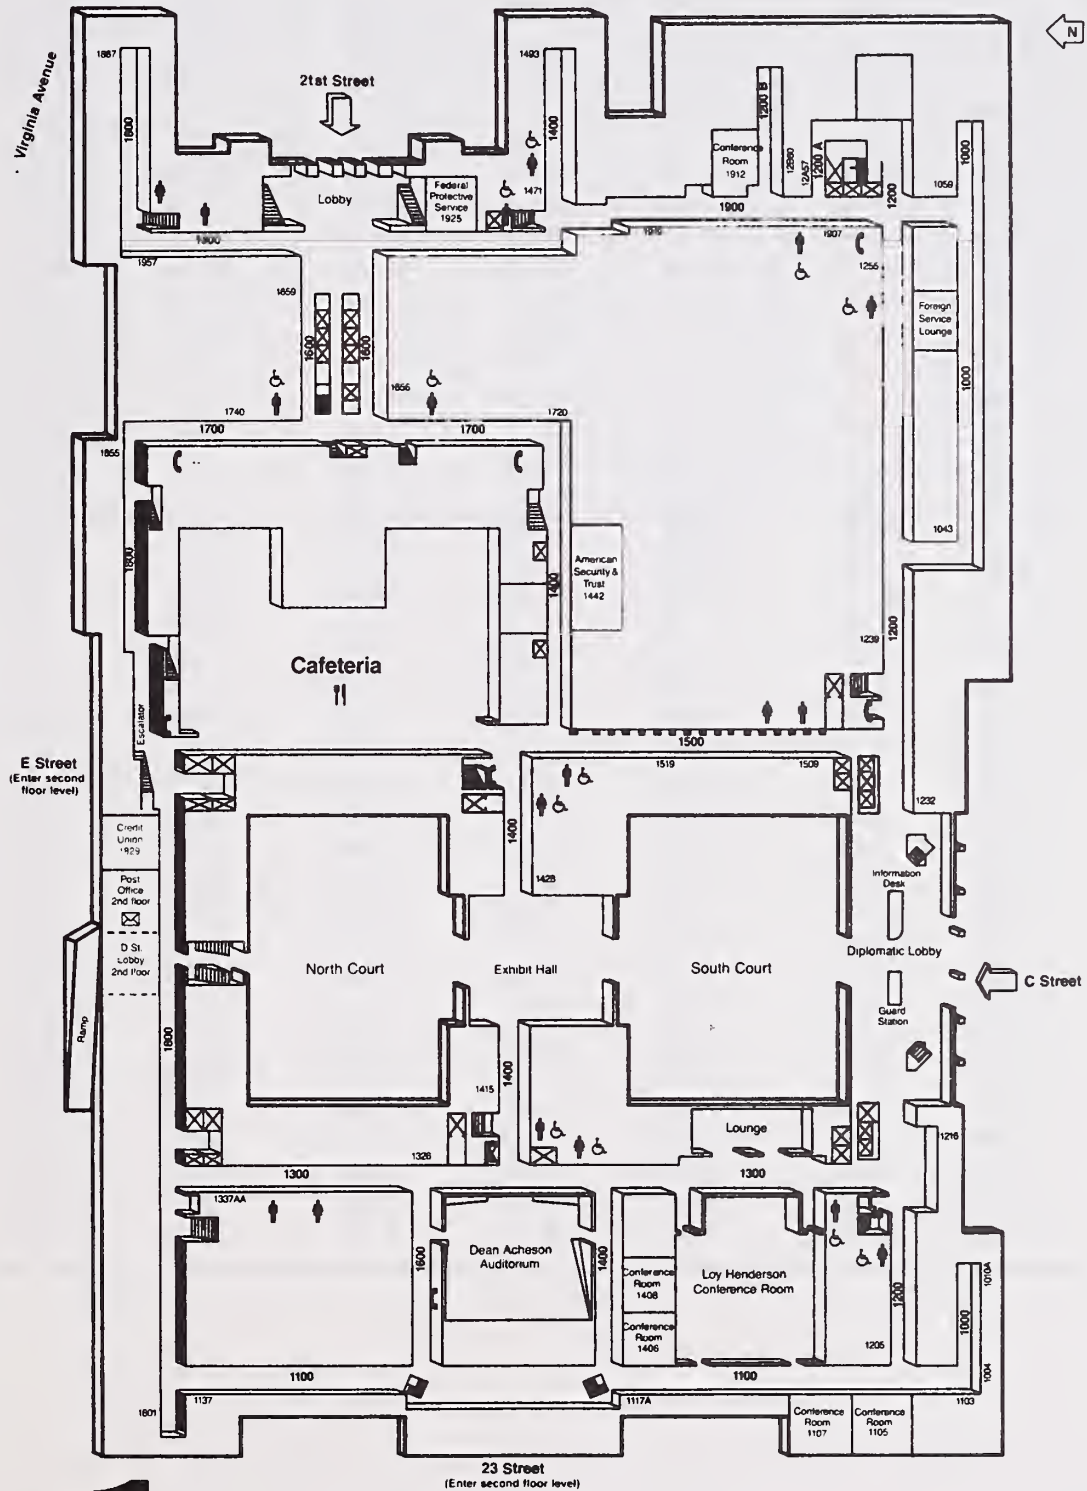 N
Virginia Avenue
21st Street
1887
1493
1800
1400
1200 B
Conference
Room
1912
12B60
12A57
1200 A
1000
Lobby
Federal
Protective
Service
1925
1471
1200
1059
1900
1900
1957
1907
1255
1859
Foreign
Service
Lounge
1600
1600
1000
1740
1656
1720
1700
1700
1855
1043
1800
American
Security &
Trust
1442
1400
1239
1200
Cafeteria
Escalator
E Street
(Enter second
floor level)
1500
1519
1509
1232
Credit
Union
1829
1400
1428
Information
Desk
Post
Office
2nd floor
D St.
Lobby
2nd floor
North Court
Exhibit Hall
South Court
Diplomatic Lobby
C Street
Guard
Station
Ramp
1800
1400
1415
Lounge
1216
1326
1300
1300
1337AA
1600
Dean Acheson
Auditorium
1400
Conference
Room
1408
Loy Henderson
Conference Room
Conference
Room
1406
1205
1200
1000
1010A
1004
1100
1100
1801
1137
1117A
1103
Conference
Room
1107
Conference
Room
1105
23 Street
(Enter second floor level)